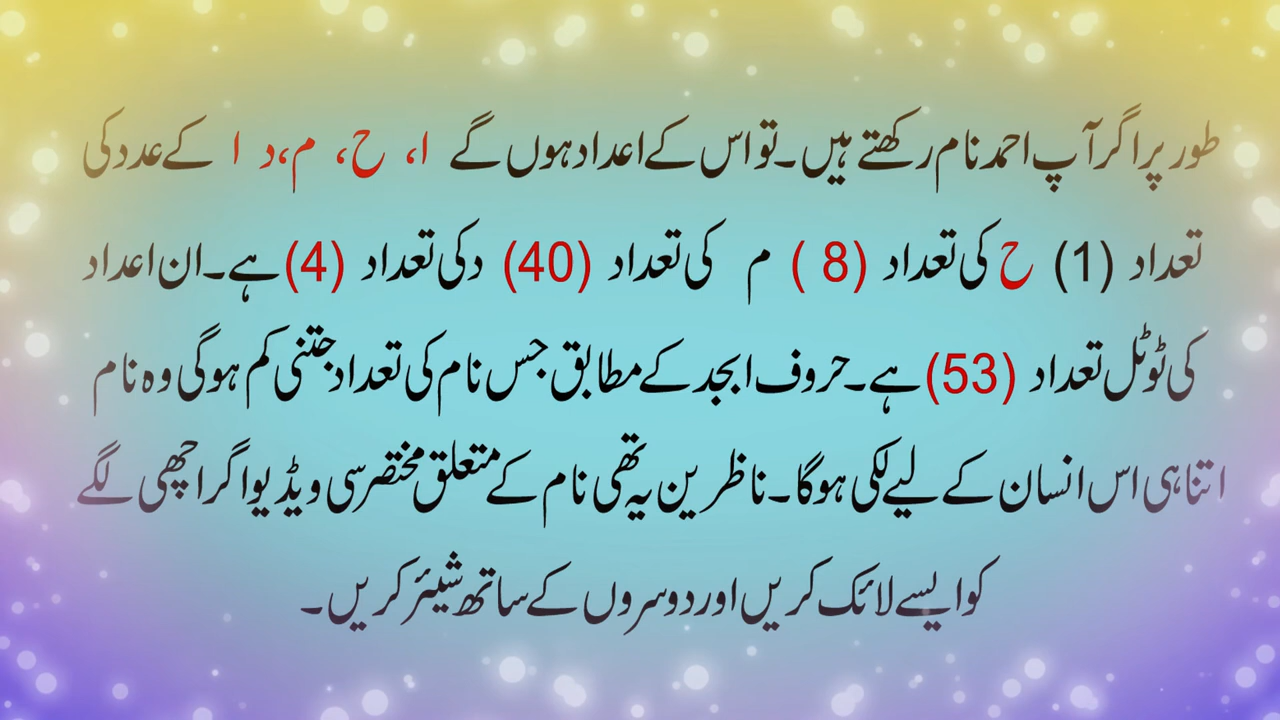 طور پر اگر آپ احمد نام رکھتے ہیں۔ تو اس کے اعداد ہوں گے ا، ح، م،د ا کے عدد کی
تعداد (1) ح کی تعداد (8 ) م کی تعداد (40) د کی تعداد (4) ہے۔ ان اعداد
کی ٹوٹل تعداد (53) ہے۔ حروف ابجد کے مطابق جس نام کی تعداد جتنی کم ہوگی وہ نام
اتنا ہی اس انسان کے لیے لکی ہوگا۔ ناظرین یہ تھی نام کے متعلق مختصر سی ویڈیو اگر اچھی لگے
کو ایسے لائک کریں اور دوسروں کے ساتھ شیئر کریں۔